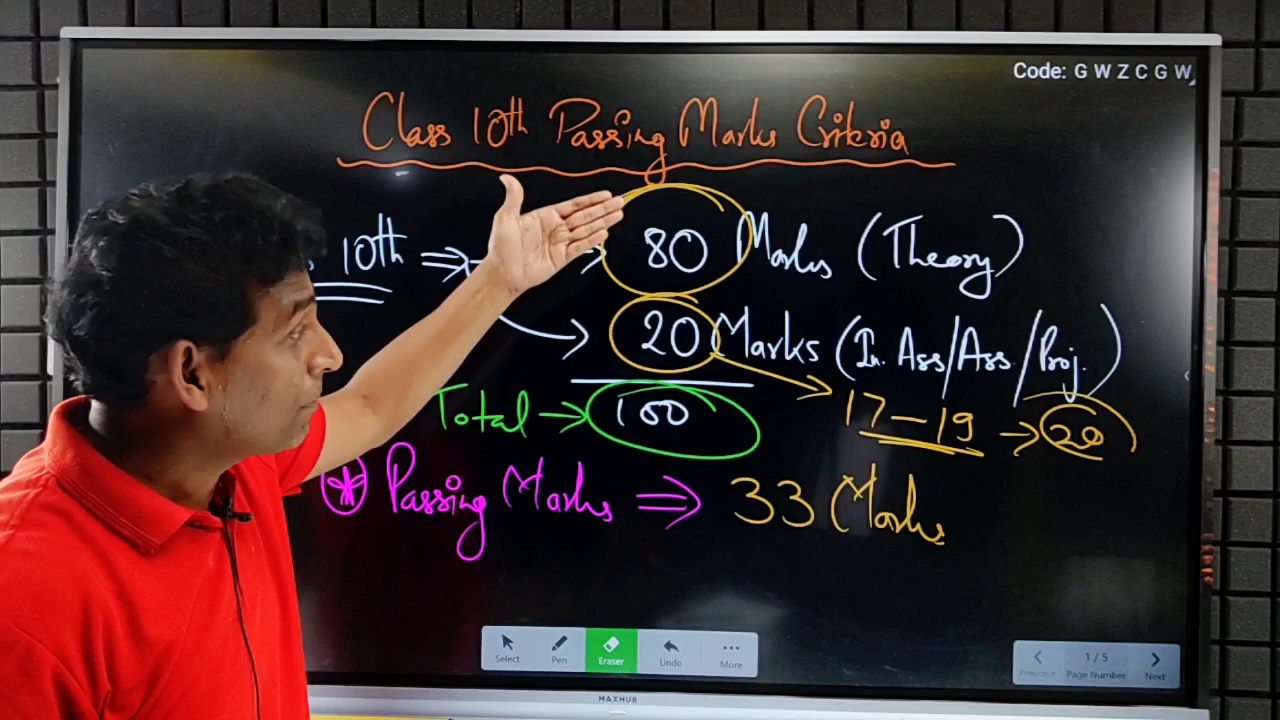 Code: G W Z C G W
Class 10th Passing Marks Criteria
10th ⇒ → 80 Marks (Theory)
→ 20 Marks (In. Ass/Ass./Proj.)
Total → 100
17 – 19 → 20
* Passing Marks ⇒ 33 Marks
Select Pen Eraser Undo More
Previous 1 / 5 Page Number Next
MAXHUB